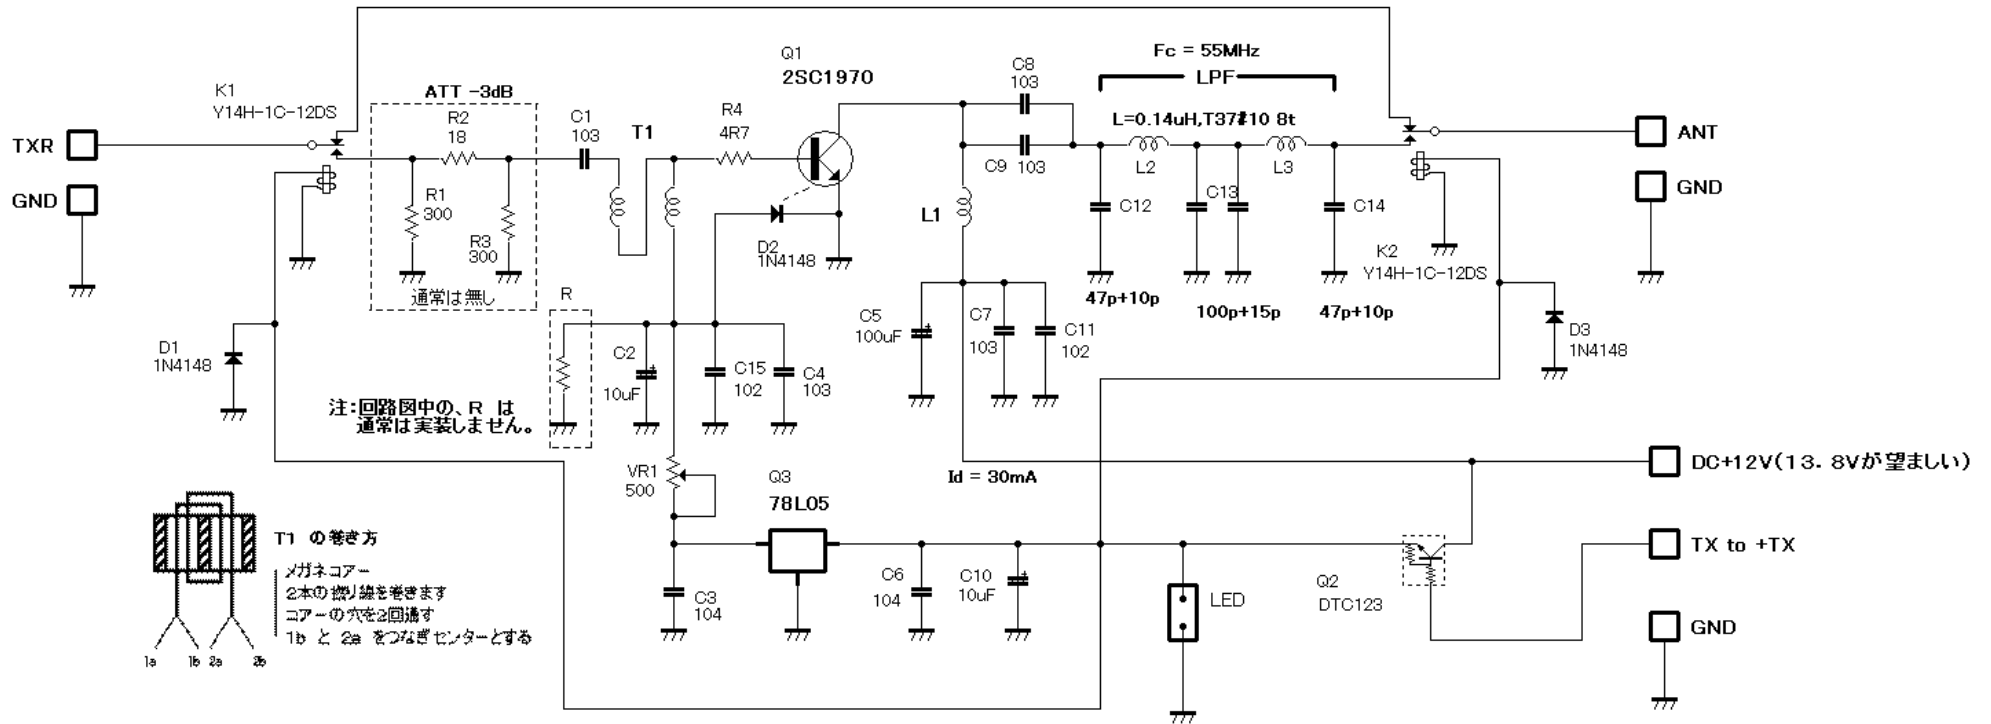 Fc = 55MHz
LPF
Q1
2SC1970
C8
103
K1
Y14H-1C-12DS
ATT -3dB
R2
18
C1
103
T1
R4
4R7
L=0.14uH,T37#10 8t
TXR
ANT
C9 103
L2
L3
GND
R1
300
R3
300
L1
C12
C13
C14
GND
D2
1N4148
K2
Y14H-1C-12DS
通常は無し
R
47p+10p
100p+15p
47p+10p
C5
100uF
C7
103
C11
102
D1
1N4148
C2
10uF
C15
102
C4
103
D3
1N4148
注:回路図中の、R は
通常は実装しません。
VR1
500
Q3
78L05
Id = 30mA
DC+12V(13.8Vが望ましい)
T1 の巻き方
メガネコアー
2本の撚り線を巻きます
コアーの穴を2回通す
1b と 2a をつなぎセンターとする
1a 1b 2a 2b
C3
104
C6
104
C10
10uF
LED
Q2
DTC123
TX to +TX
GND